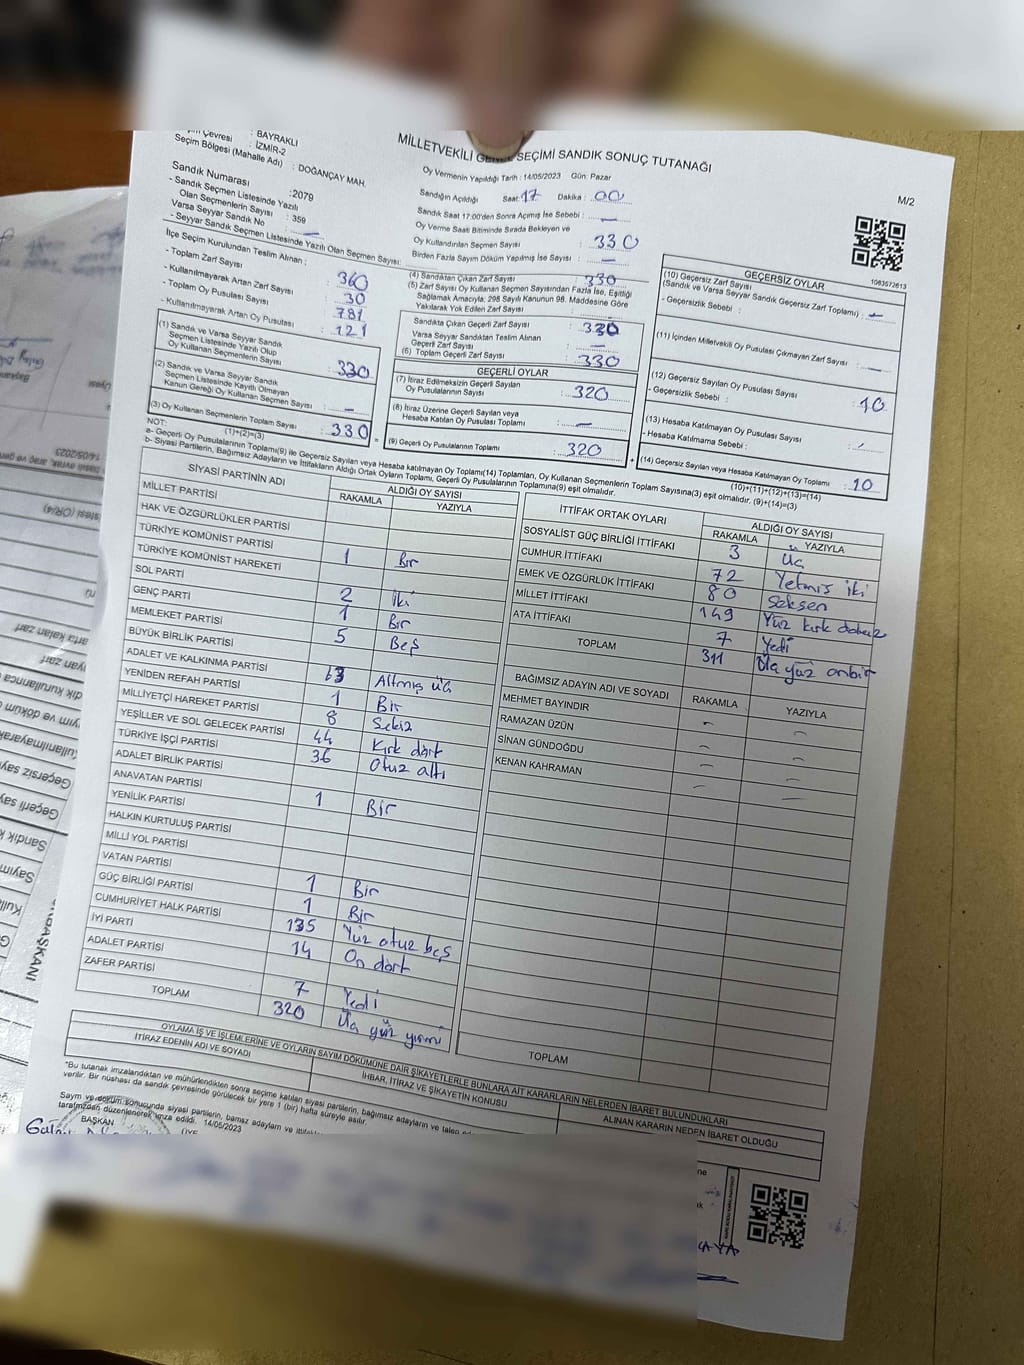 MİLLETVEKİLİ GENEL SEÇİMİ SANDIK SONUÇ TUTANAĞI
M/2
Çevresi : BAYRAKLI
: İZMİR-2
Seçim Bölgesi (Mahalle Adı) : DOĞANÇAY MAH.
Sandık Numarası :2079
- Sandık Seçmen Listesinde Yazılı
Olan Seçmenlerin Sayısı : 359
Varsa Seyyar Sandık No : —
- Seyyar Sandık Seçmen Listesinde Yazılı Olan Seçmen Sayısı:
Oy Vermenin Yapıldığı Tarih : 14/05/2023 Gün: Pazar
Sandığın Açıldığı Saat: 17 Dakika : 00
Sandık Saat 17:00'den Sonra Açımış İse Sebebi : —
Oy Verme Saati Bitiminde Sırada Bekleyen ve
Oy Kullandırılan Seçmen Sayısı : 330
Birden Fazla Sayım Döküm Yapılmış İse Sayısı : —
1083572613
İlçe Seçim Kurulundan Teslim Alınan ;
- Toplam Zarf Sayısı : 360
- Kullanılmayarak Artan Zarf Sayısı : 30
- Toplam Oy Pusulası Sayısı : 781
- Kullanılmayarak Artan Oy Pusulası : 121
(1) Sandık ve Varsa Seyyar Sandık
Seçmen Listesinde Yazılı Olup
Oy Kullanan Seçmenlerin Sayısı : 330
(2) Sandık ve Varsa Seyyar Sandık
Seçmen Listesinde Kayıtlı Olmayan
Kanun Gereği Oy Kullanan Seçmen Sayısı : —
(3) Oy Kullanan Seçmenlerin Toplam Sayısı : 330
(1)+(2)=(3)
(4) Sandıktan Çıkan Zarf Sayısı : 330
(5) Zarf Sayısı Oy Kullanan Seçmen Sayısından Fazla İse, Eşitliği
Sağlamak Amacıyla; 298 Sayılı Kanunun 98. Maddesine Göre
Yakılarak Yok Edilen Zarf Sayısı :
Sandıkta Çıkan Geçerli Zarf Sayısı : 330
Varsa Seyyar Sandıktan Teslim Alınan
Geçerli Zarf Sayısı : —
(6) Toplam Geçerli Zarf Sayısı : 330
GEÇERLİ OYLAR
(7) İtiraz Edilmeksizin Geçerli Sayılan
Oy Pusulalarının Sayısı : 320
(8) İtiraz Üzerine Geçerli Sayılan veya
Hesaba Katılan Oy Pusulası Sayısı : —
(9) Geçerli Oy Pusulalarının Toplamı : 320
GEÇERSİZ OYLAR
(10) Geçersiz Zarf Sayısı
(Sandık ve Varsa Seyyar Sandık Geçersiz Zarf Toplamı) : —
- Geçersizlik Sebebi :
(11) İçinden Milletvekili Oy Pusulası Çıkmayan Zarf Sayısı : —
(12) Geçersiz Sayılan Oy Pusulası Sayısı : 10
- Geçersizlik Sebebi :
(13) Hesaba Katılmayan Oy Pusulası Sayısı
- Hesaba Katılmama Sebebi :
(14) Geçersiz Sayılan veya Hesaba Katılmayan Oy Toplamı : 10
(10)+(11)+(12)+(13)=(14)
NOT:
a- Geçerli Oy Pusulalarının Toplamı(9) ile Geçersiz Sayılan veya Hesaba katılmayan Oy Toplamı(14) Toplamları, Oy Kullanan Seçmenlerin Toplam Sayısına(3) eşit olmalıdır. (9)+(14)=(3)
b- Siyasi Partilerin, Bağımsız Adayların ve İttifakların Aldığı Ortak Oyların Toplamı, Geçerli Oy Pusulalarının Toplamına(9) eşit olmalıdır.
SİYASİ PARTİNİN ADI ALDIĞI OY SAYISI
RAKAMLA YAZIYLA
MİLLET PARTİSİ
HAK VE ÖZGÜRLÜKLER PARTİSİ
TÜRKİYE KOMÜNİST PARTİSİ
TÜRKİYE KOMÜNİST HAREKETİ 1 Bir
SOL PARTİ
GENÇ PARTİ 2 İki
MEMLEKET PARTİSİ 1 Bir
BÜYÜK BİRLİK PARTİSİ 5 Beş
ADALET VE KALKINMA PARTİSİ 63 Altmış üç
YENİDEN REFAH PARTİSİ 1 Bir
MİLLİYETÇİ HAREKET PARTİSİ 8 Sekiz
YEŞİLLER VE SOL GELECEK PARTİSİ 44 Kırk dört
TÜRKİYE İŞÇİ PARTİSİ 36 Otuz altı
ADALET BİRLİK PARTİSİ
ANAVATAN PARTİSİ 1 Bir
YENİLİK PARTİSİ
HALKIN KURTULUŞ PARTİSİ
MİLLİ YOL PARTİSİ
VATAN PARTİSİ 1 Bir
GÜÇ BİRLİĞİ PARTİSİ 1 Bir
CUMHURİYET HALK PARTİSİ 135 Yüz otuz beş
İYİ PARTİ 14 On dört
ADALET PARTİSİ
ZAFER PARTİSİ 7 Yedi
TOPLAM 320 Üç yüz yirmi
İTTİFAK ORTAK OYLARI ALDIĞI OY SAYISI
RAKAMLA YAZIYLA
SOSYALİST GÜÇ BİRLİĞİ İTTİFAKI 3 Üç
CUMHUR İTTİFAKI 72 Yetmiş iki
EMEK VE ÖZGÜRLÜK İTTİFAKI 80 Seksen
MİLLET İTTİFAKI 149 Yüz kırk dokuz
ATA İTTİFAKI 7 Yedi
TOPLAM 311 Üç yüz onbir
BAĞIMSIZ ADAYIN ADI VE SOYADI RAKAMLA YAZIYLA
MEHMET BAYINDIR — —
RAMAZAN ÜZÜN — —
SİNAN GÜNDOĞDU — —
KENAN KAHRAMAN — —
TOPLAM
OYLAMA İŞ VE İŞLEMLERİNE VE OYLARIN SAYIM DÖKÜMÜNE DAİR ŞİKAYETLERLE BUNLARA AİT KARARLARIN NELERDEN İBARET BULUNDUKLARI
İTİRAZ EDENİN ADI VE SOYADI İHBAR, İTİRAZ VE ŞİKAYETİN KONUSU ALINAN KARARIN NEDEN İBARET OLDUĞU
"Bu tutanak imzalandıktan ve mühürlendikten sonra seçime katılan siyasi partilerin, bağımsız adayların ve talep
verilir. Bir nüshası da sandık çevresinde görülecek bir yere 1 (bir) hafta süreyle asılır.
Sayım ve döküm sonucunda siyasi partilerin, bağımsız adayların ve
tarafımızdan düzenlenerek imza edildi. 14/05/2023
BAŞKAN ÜYE